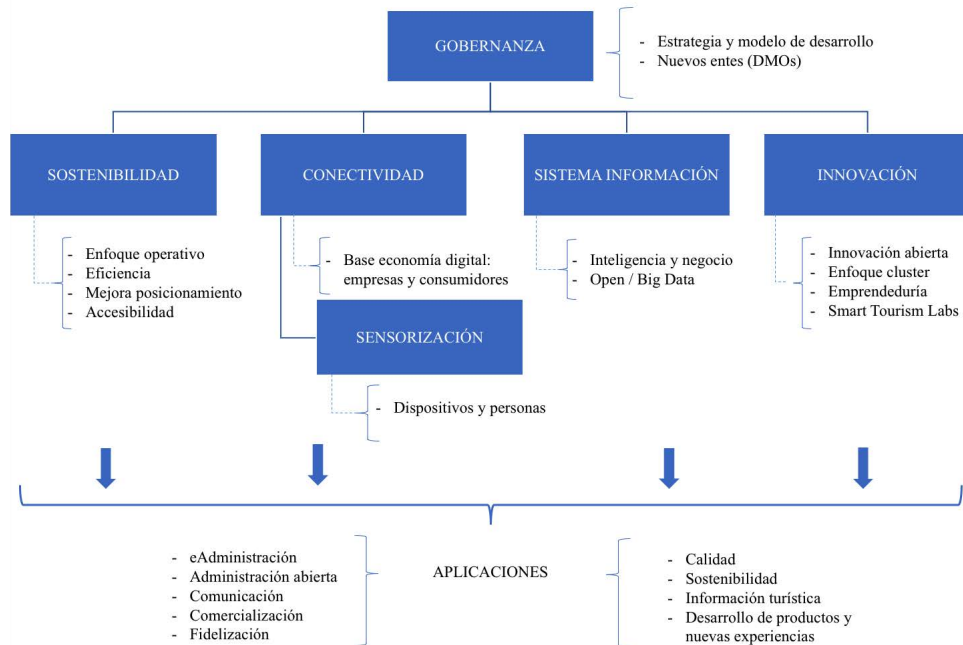 GOBERNANZA
- Estrategia y modelo de desarrollo
- Nuevos entes (DMOs)
SOSTENIBILIDAD
CONECTIVIDAD
SISTEMA INFORMACIÓN
INNOVACIÓN
- Enfoque operativo
- Eficiencia
- Mejora posicionamiento
- Accesibilidad
- Base economía digital:
empresas y consumidores
- Inteligencia y negocio
- Open / Big Data
- Innovación abierta
- Enfoque cluster
- Emprendeduría
- Smart Tourism Labs
SENSORIZACIÓN
- Dispositivos y personas
- eAdministración
- Administración abierta
- Comunicación
- Comercialización
- Fidelización
APLICACIONES
- Calidad
- Sostenibilidad
- Información turística
- Desarrollo de productos y
nuevas experiencias